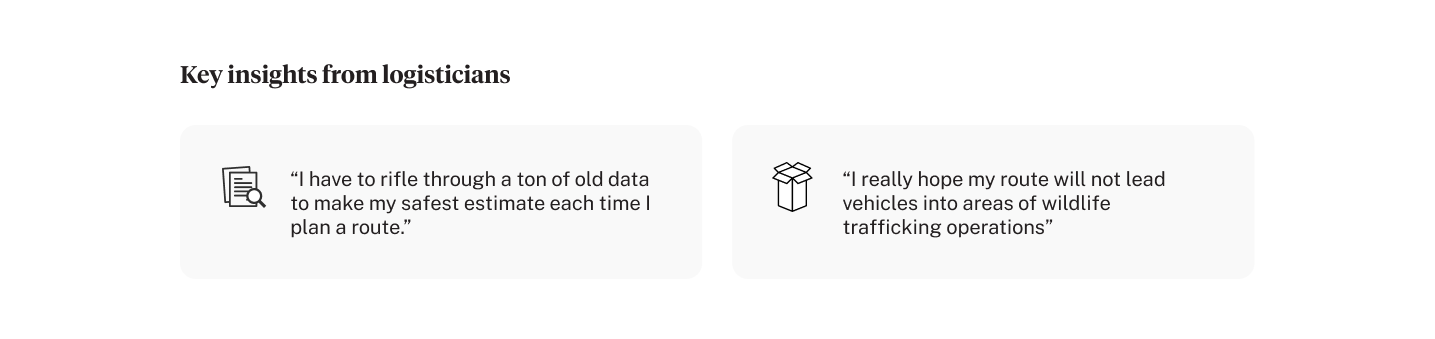 Key insights from logisticians
“I have to rifle through a ton of old data
to make my safest estimate each time I
plan a route.”
“I really hope my route will not lead
vehicles into areas of wildlife
trafficking operations”